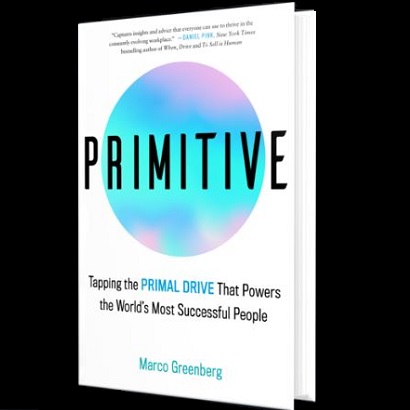 "Captures insights and advice that everyone can use to thrive in the
constantly evolving workplace." —DANIEL PINK, New York Times
bestselling author of When, Drive and To Sell is Human
PRIMITIVE
Tapping the PRIMAL DRIVE That Powers
the World's Most Successful People
Marco Greenberg